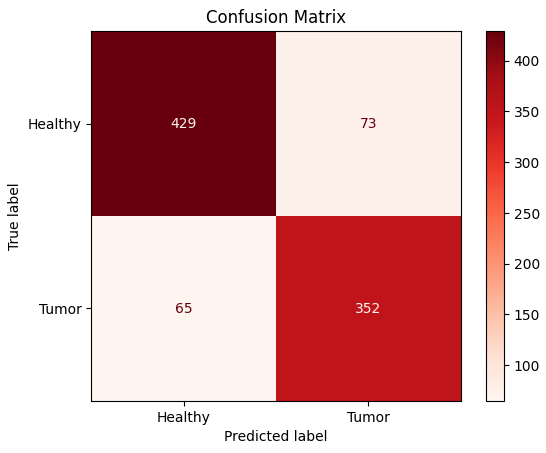 Confusion Matrix
Healthy
429
73
Tumor
65
352
Healthy
Tumor
Predicted label
True label
400
350
300
250
200
150
100